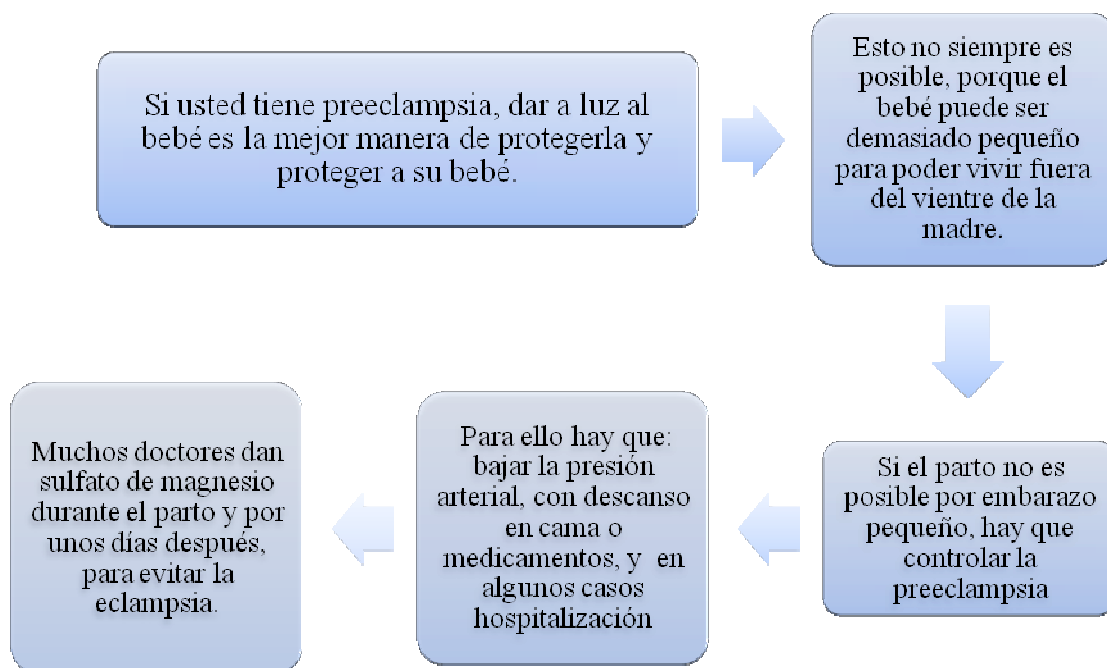 Si usted tiene preeclampsia, dar a luz al
bebé es la mejor manera de protegerla y
proteger a su bebé.
Esto no siempre es
posible, porque el
bebé puede ser
demasiado pequeño
para poder vivir fuera
del vientre de la
madre.
Si el parto no es
posible por embarazo
pequeño, hay que
controlar la
preeclampsia
Para ello hay que:
bajar la presión
arterial, con descanso
en cama o
medicamentos, y en
algunos casos
hospitalización
Muchos doctores dan
sulfato de magnesio
durante el parto y por
unos días después,
para evitar la
eclampsia.